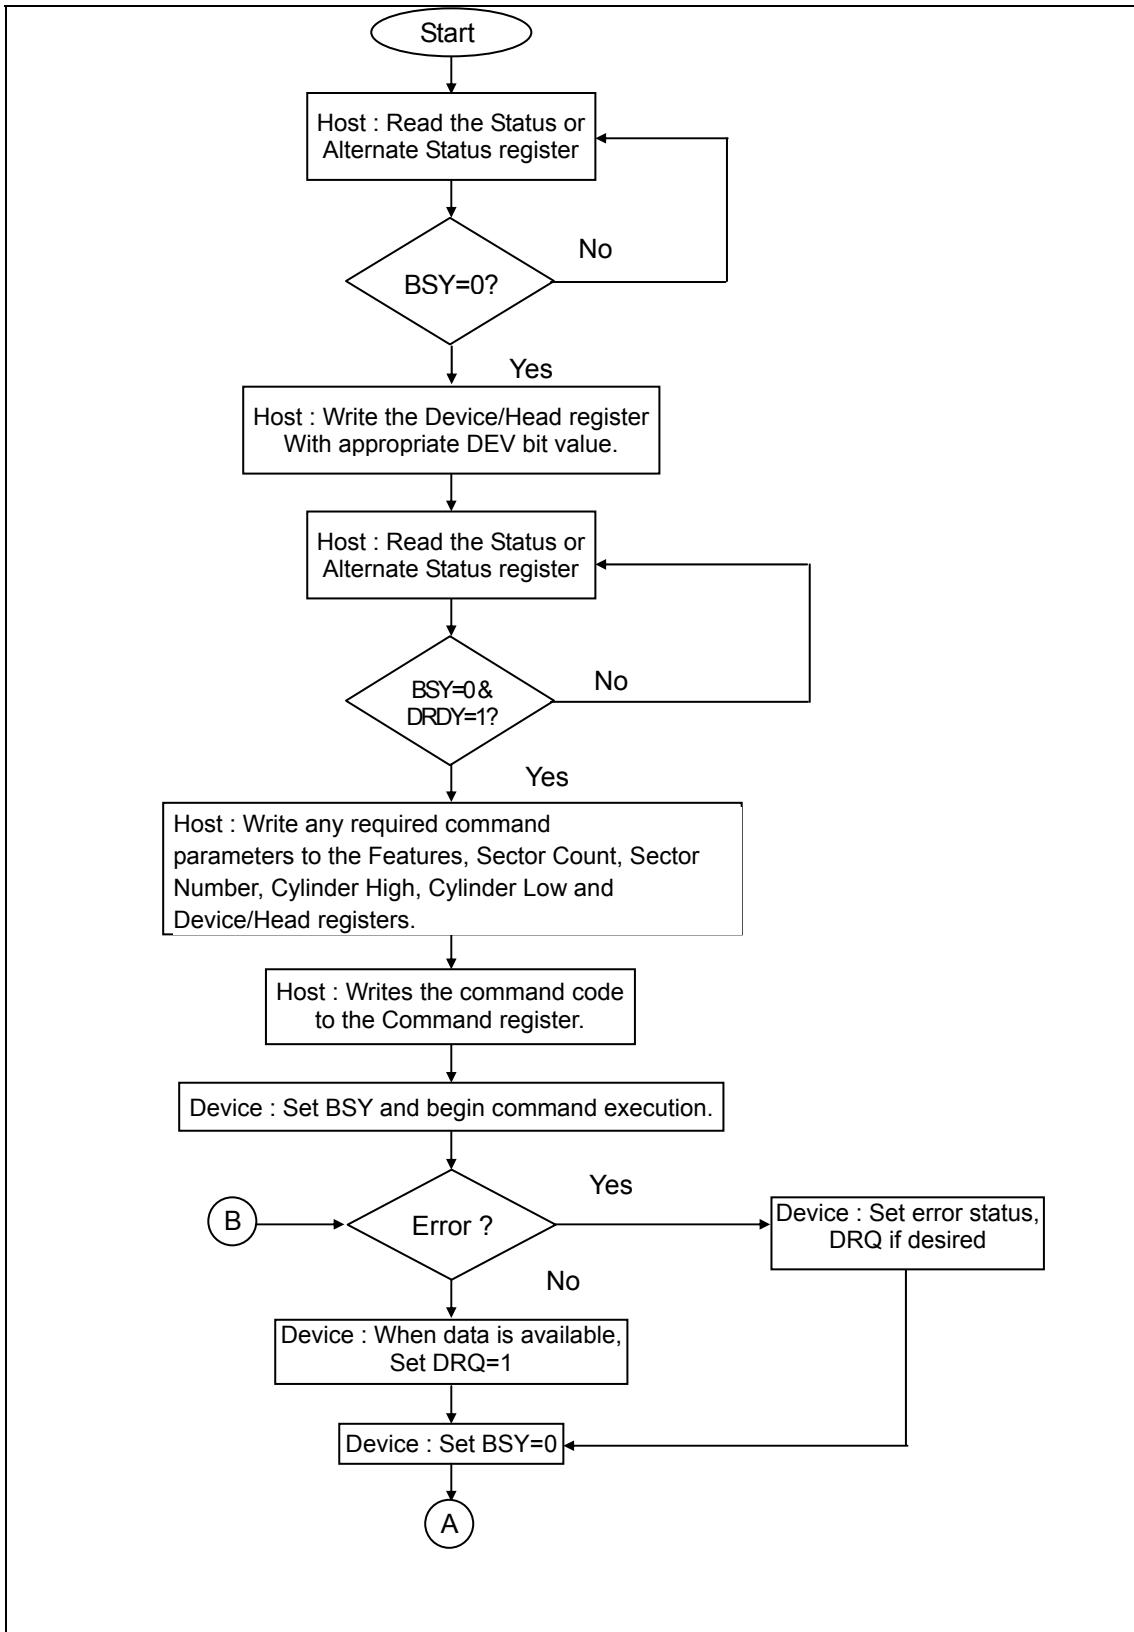 Start
Host : Read the Status or
Alternate Status register
No
BSY=0?
Yes
Host : Write the Device/Head register
With appropriate DEV bit value.
Host : Read the Status or
Alternate Status register
No
BSY=0 &
DRDY=1?
Yes
Host : Write any required command
parameters to the Features, Sector Count, Sector
Number, Cylinder High, Cylinder Low and
Device/Head registers.
Host : Writes the command code
to the Command register.
Device : Set BSY and begin command execution.
Yes
B
Error ?
Device : Set error status,
DRQ if desired
No
Device : When data is available,
Set DRQ=1
Device : Set BSY=0
A